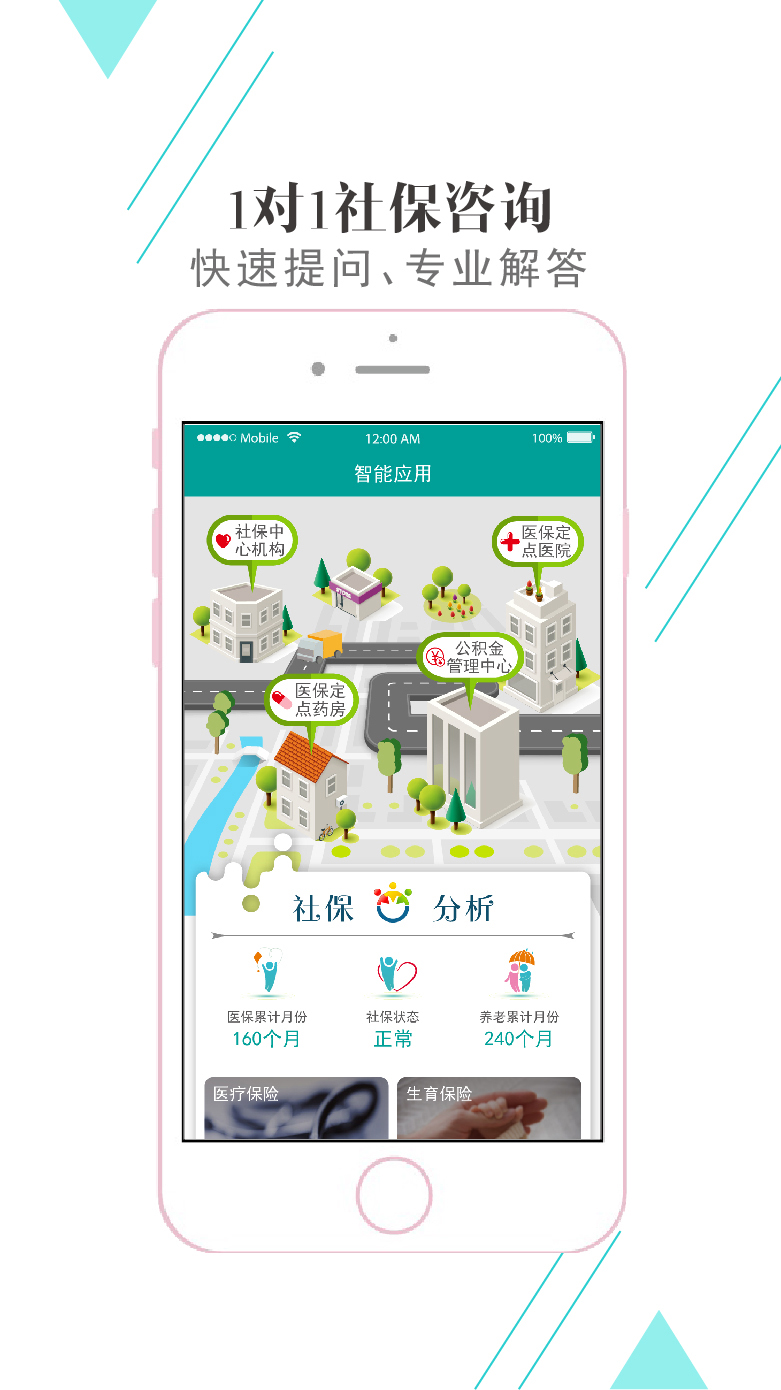 1对1社保咨询
快速提问、专业解答
Mobile
12:00 AM
100%
智能应用
社保中
心机构
医保定
点医院
公积金
管理中心
医保定
点药房
社保
分析
医保累计月份
社保状态
养老累计月份
160个月
正常
240个月
医疗保险
生育保险